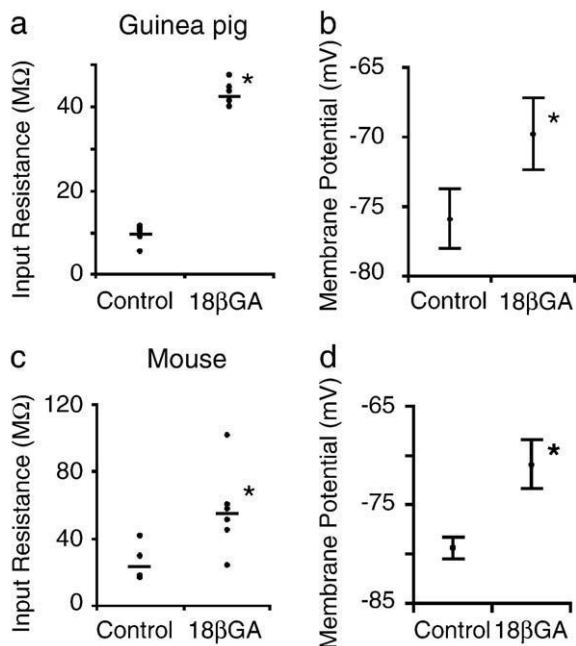 a
Guinea pig
Input Resistance (MΩ)
40
20
10
0
*
Control
18βGA
b
Membrane Potential (mV)
-65
-70
-75
-80
*
Control
18βGA
c
Mouse
Input Resistance (MΩ)
120
80
40
0
*
Control
18βGA
d
Membrane Potential (mV)
-65
-75
-85
*
Control
18βGA